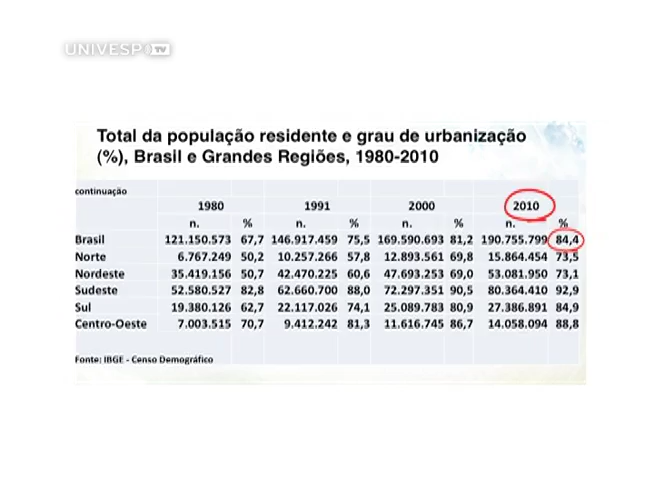 UNIVESP TV
Total da população residente e grau de urbanização
(%), Brasil e Grandes Regiões, 1980-2010
continuação
1980 1991 2000 2010
n. % n. % n. % n. %
Brasil 121.150.573 67,7 146.917.459 75,5 169.590.693 81,2 190.755.799 84,4
Norte 6.767.249 50,2 10.257.266 57,8 12.893.561 69,8 15.864.454 73,5
Nordeste 35.419.156 50,7 42.470.225 60,6 47.693.253 69,0 53.081.950 73,1
Sudeste 52.580.527 82,8 62.660.700 88,0 72.297.351 90,5 80.364.410 92,9
Sul 19.380.126 62,7 22.117.026 74,1 25.089.783 80,9 27.386.891 84,9
Centro-Oeste 7.003.515 70,7 9.412.242 81,3 11.616.745 86,7 14.058.094 88,8
Fonte: IBGE - Censo Demográfico